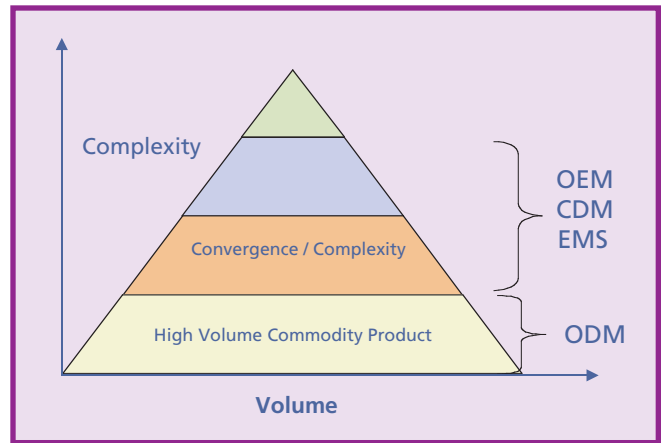 Complexity
OEM
CDM
EMS
Convergence / Complexity
High Volume Commodity Product
ODM
Volume